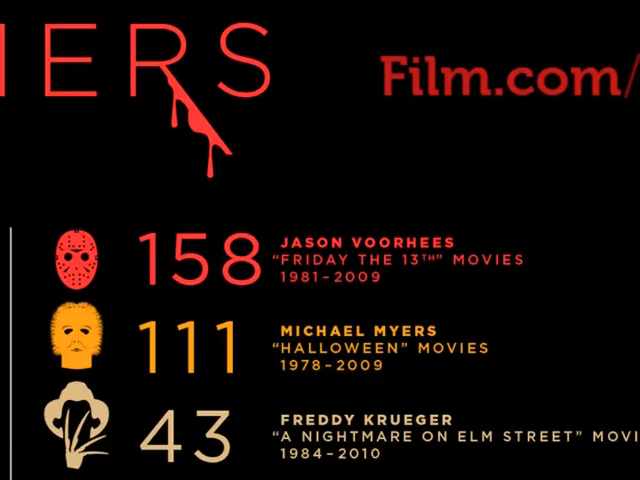 IERS
Film.com/
158
JASON VOORHEES
“FRIDAY THE 13TH” MOVIES
1981–2009
111
MICHAEL MYERS
“HALLOWEEN” MOVIES
1978–2009
43
FREDDY KRUEGER
“A NIGHTMARE ON ELM STREET” MOVI
1984–2010